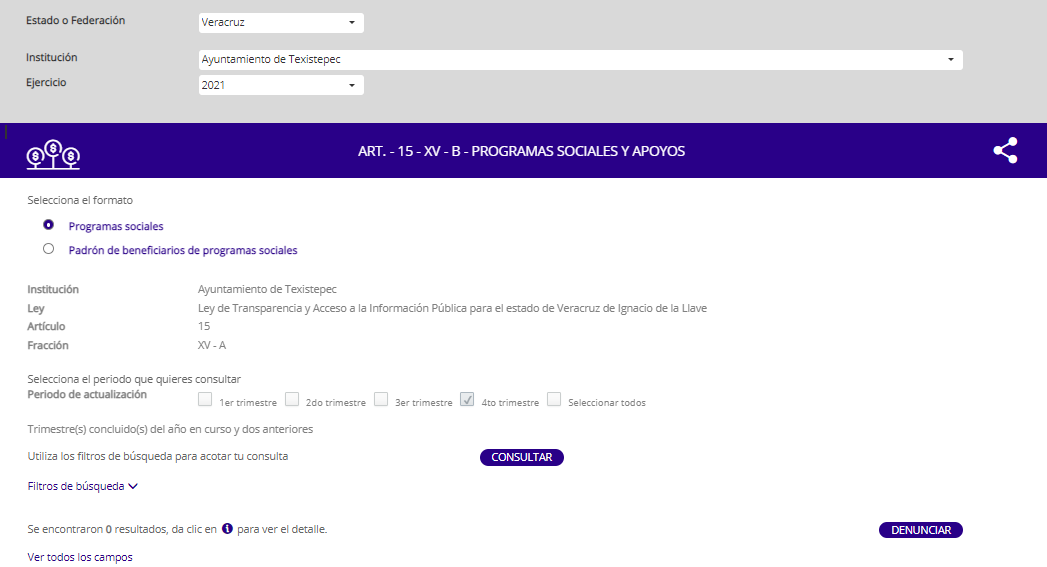 Estado o Federación Veracruz
Institución Ayuntamiento de Texistepec
Ejercicio 2021
ART. - 15 - XV - B - PROGRAMAS SOCIALES Y APOYOS
Selecciona el formato
Programas sociales
Padrón de beneficiarios de programas sociales
Institución Ayuntamiento de Texistepec
Ley Ley de Transparencia y Acceso a la Información Pública para el estado de Veracruz de Ignacio de la Llave
Artículo 15
Fracción XV - A
Selecciona el periodo que quieres consultar
Periodo de actualización 1er trimestre 2do trimestre 3er trimestre 4to trimestre Seleccionar todos
Trimestre(s) concluido(s) del año en curso y dos anteriores
Utiliza los filtros de búsqueda para acotar tu consulta CONSULTAR
Filtros de búsqueda
Se encontraron 0 resultados, da clic en i para ver el detalle. DENUNCIAR
Ver todos los campos